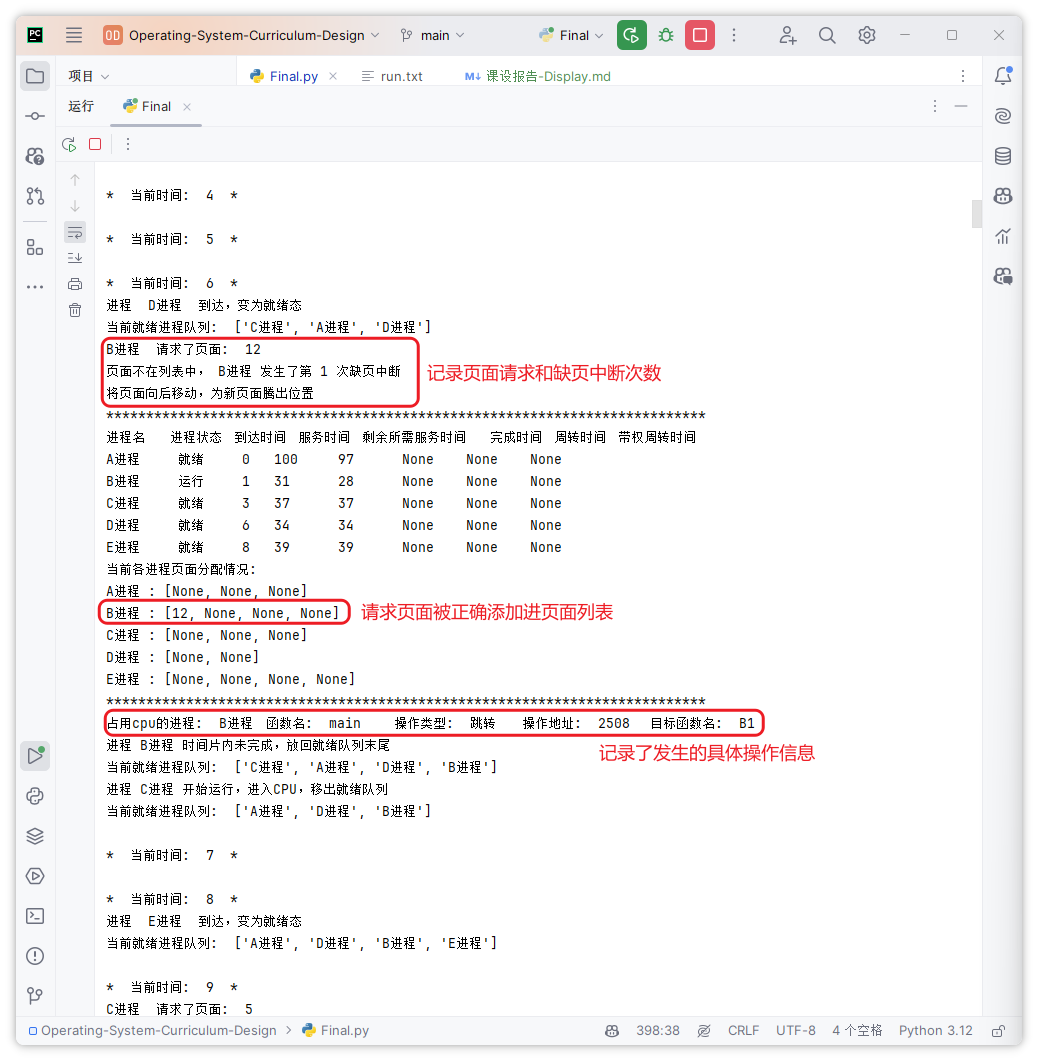 PC
OD Operating-System-Curriculum-Design main Final
项目 Final.py run.txt M↓ 课设报告-Display.md
运行 Final
* 当前时间: 4 *
* 当前时间: 5 *
* 当前时间: 6 *
进程 D进程 到达，变为就绪态
当前就绪进程队列: ['C进程', 'A进程', 'D进程']
B进程 请求了页面: 12
页面不在列表中， B进程 发生了第 1 次缺页中断 记录页面请求和缺页中断次数
将页面向后移动，为新页面腾出位置
***************************************************************************
进程名 进程状态 到达时间 服务时间 剩余所需服务时间 完成时间 周转时间 带权周转时间
A进程 就绪 0 100 97 None None None
B进程 运行 1 31 28 None None None
C进程 就绪 3 37 37 None None None
D进程 就绪 6 34 34 None None None
E进程 就绪 8 39 39 None None None
当前各进程页面分配情况:
A进程 : [None, None, None]
B进程 : [12, None, None, None] 请求页面被正确添加进页面列表
C进程 : [None, None, None]
D进程 : [None, None]
E进程 : [None, None, None, None]
***************************************************************************
占用cpu的进程: B进程 函数名: main 操作类型: 跳转 操作地址: 2508 目标函数名: B1
进程 B进程 时间片内未完成，放回就绪队列末尾 记录了发生的具体操作信息
当前就绪进程队列: ['C进程', 'A进程', 'D进程', 'B进程']
进程 C进程 开始运行，进入CPU，移出就绪队列
当前就绪进程队列: ['A进程', 'D进程', 'B进程']
* 当前时间: 7 *
* 当前时间: 8 *
进程 E进程 到达，变为就绪态
当前就绪进程队列: ['A进程', 'D进程', 'B进程', 'E进程']
* 当前时间: 9 *
C进程 请求了页面: 5
Operating-System-Curriculum-Design > Final.py 398:38 CRLF UTF-8 4 个空格 Python 3.12